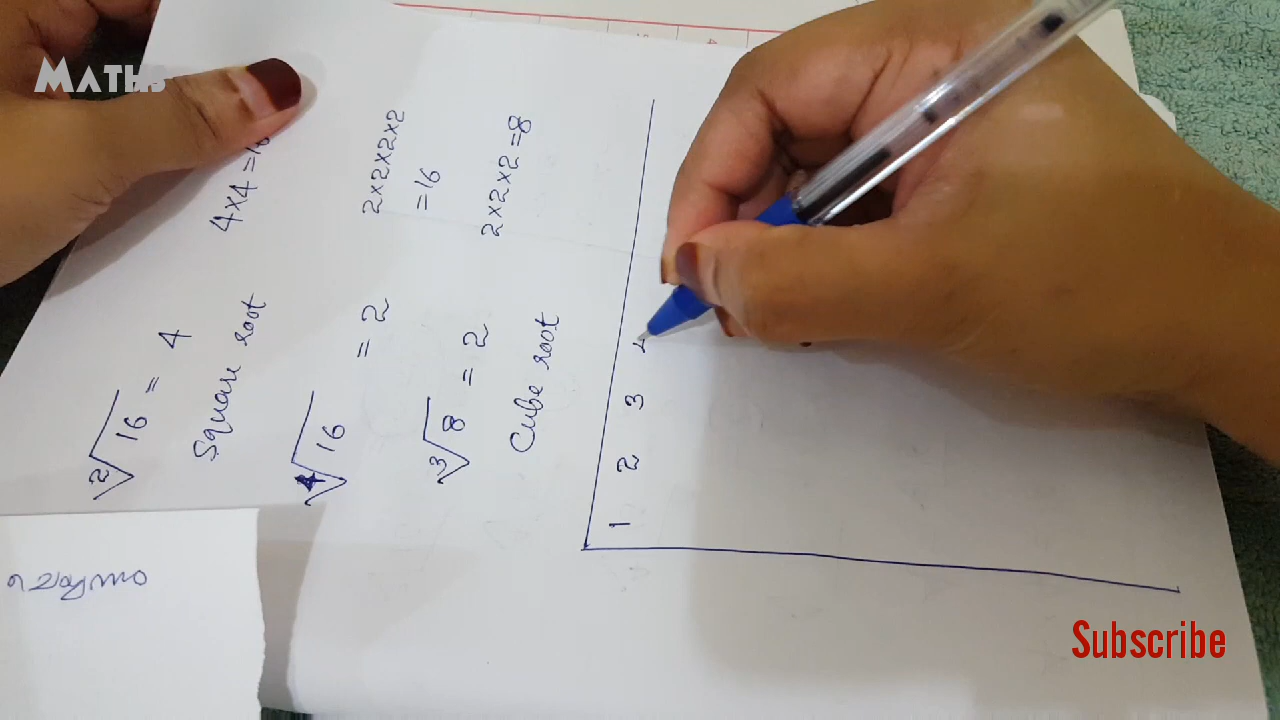 MATHS
²√16 = 4
4×4 = 16
Square root
⁴√16 = 2
2×2×2×2
= 16
³√8 = 2
2×2×2 = 8
Cube root
1 2 3 4
Subscribe